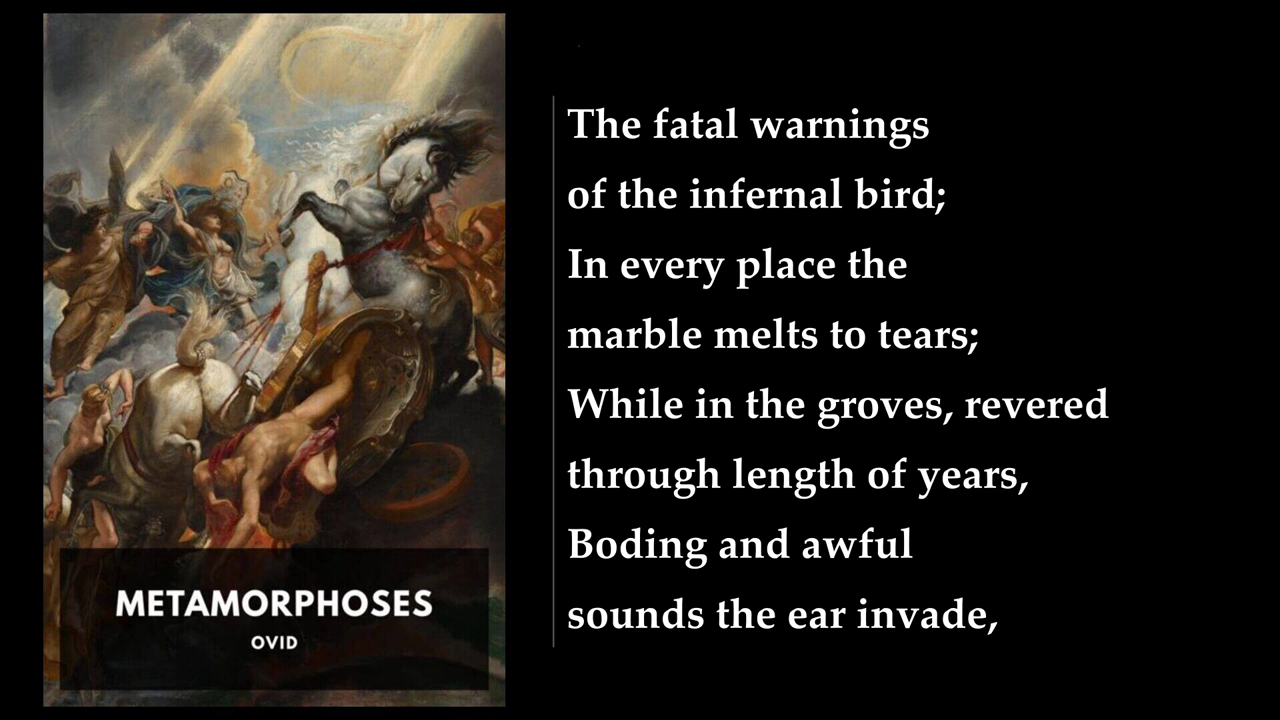 METAMORPHOSES
OVID
The fatal warnings
of the infernal bird;
In every place the
marble melts to tears;
While in the groves, revered
through length of years,
Boding and awful
sounds the ear invade,